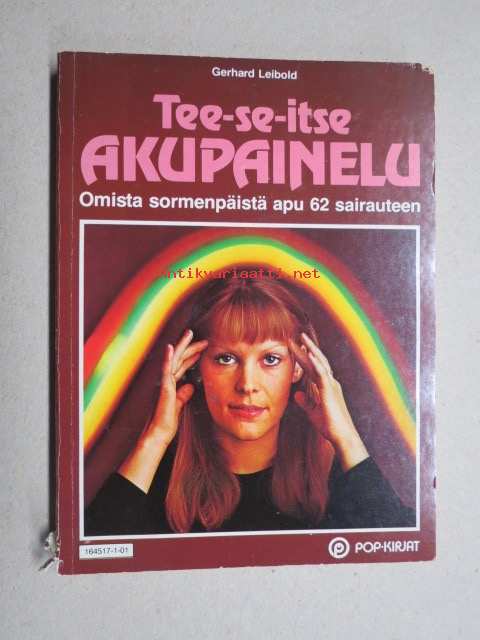 Gerhard Leibold
Tee-se-itse
AKUPAINELU
Omista sormenpäistä apu 62 sairauteen
antikvariaatti.net
164517-1-01
P POP-KIRJAT